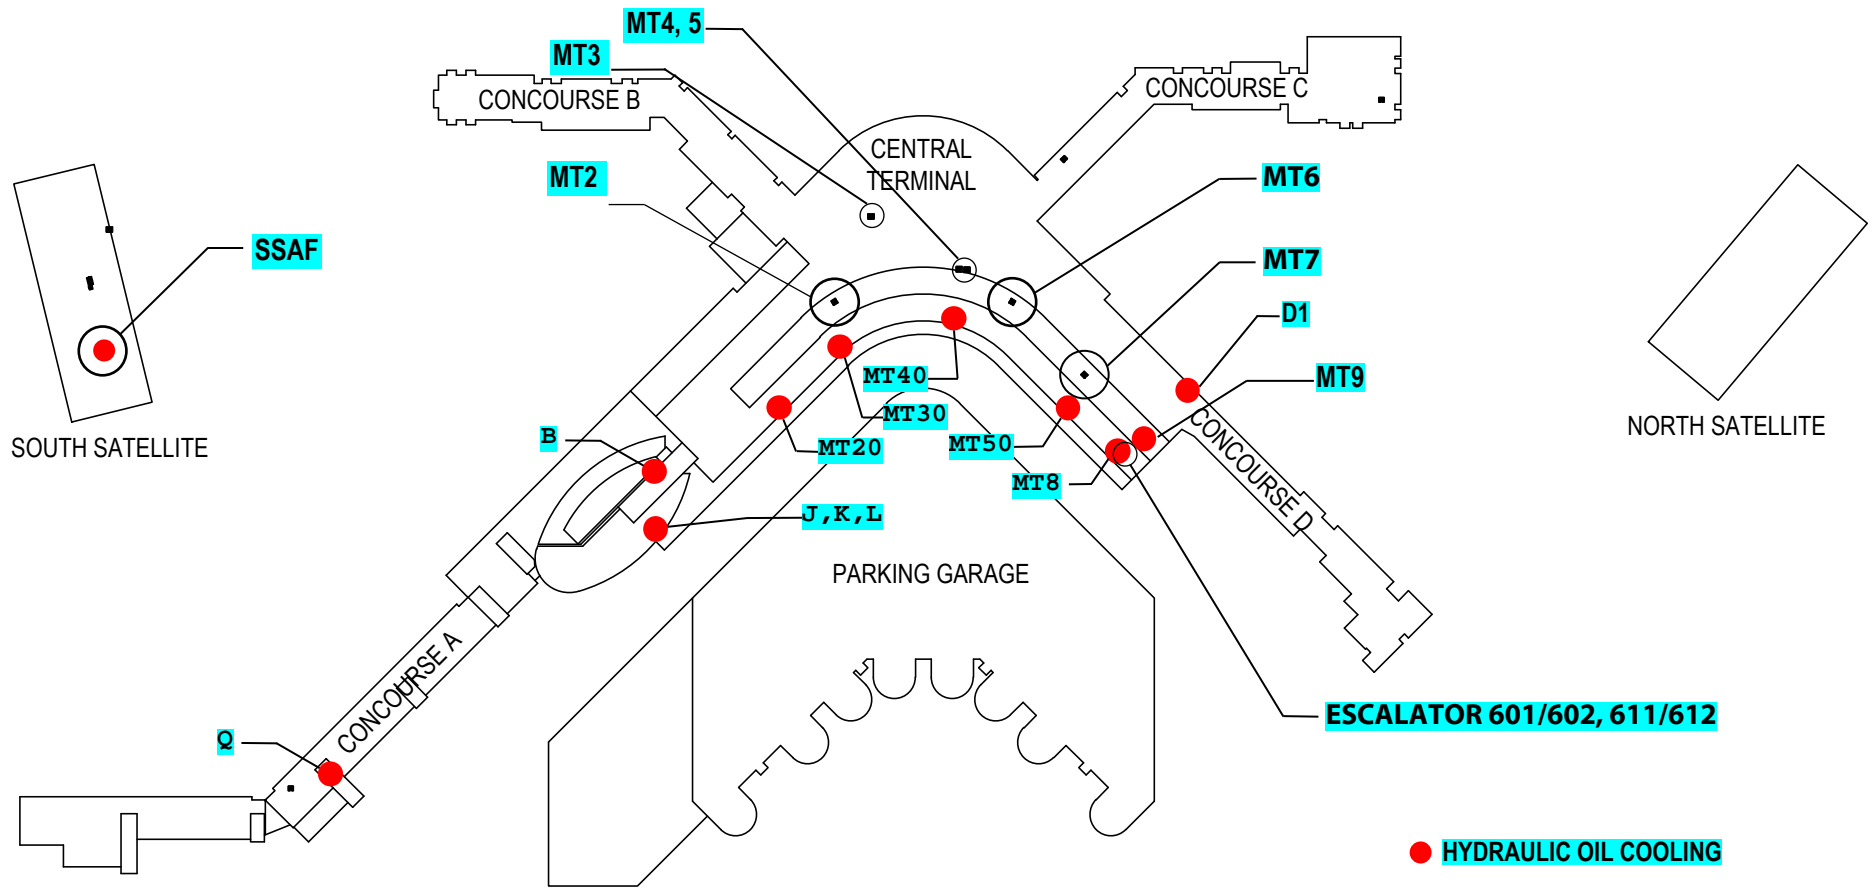 MT4, 5
MT3
CONCOURSE B
CONCOURSE C
CENTRAL
TERMINAL
MT2
MT6
SSAF
MT7
D1
MT40
MT9
MT30
SOUTH SATELLITE
B
MT20
MT50
CONCOURSE D
NORTH SATELLITE
MT8
J,K,L
PARKING GARAGE
CONCOURSE A
ESCALATOR 601/602, 611/612
Q
HYDRAULIC OIL COOLING